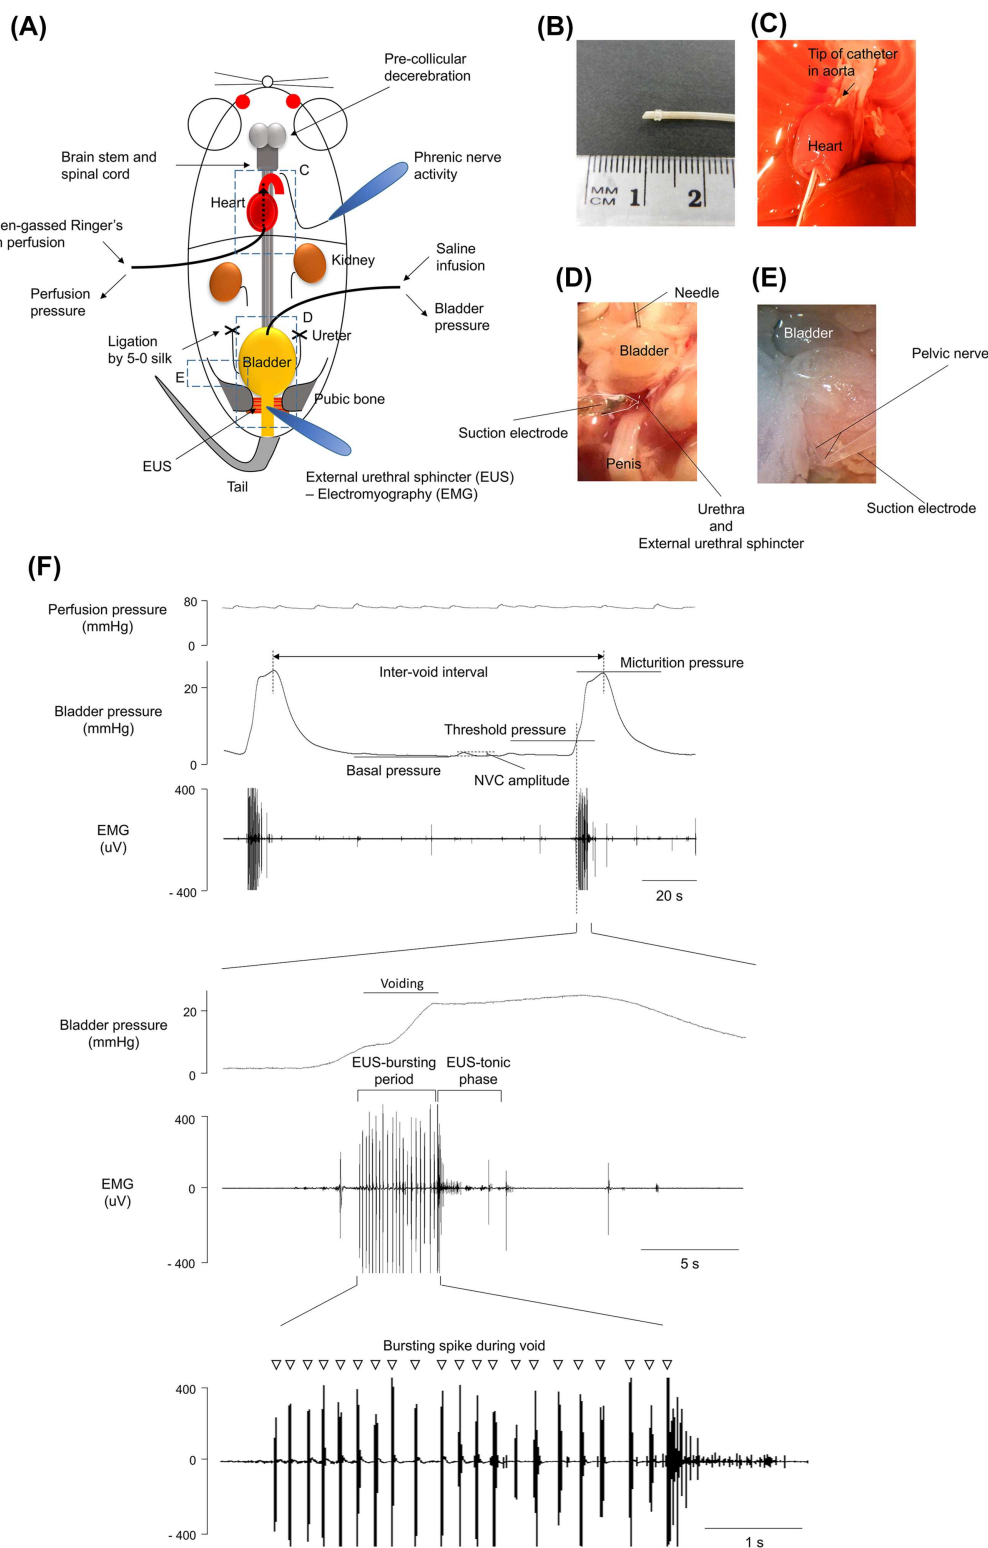 (A)
Pre-collicular
decerebration
Brain stem and
spinal cord
C
Phrenic nerve
activity
Heart
en-gassed Ringer's
n perfusion
Kidney
Saline
infusion
Perfusion
pressure
D
Bladder
pressure
Ligation
by 5-0 silk
Ureter
Bladder
E
Pubic bone
EUS
Tail
External urethral sphincter (EUS)
– Electromyography (EMG)
(B)
MM
CM
1
2
(C)
Tip of catheter
in aorta
Heart
(D)
Needle
Bladder
Suction electrode
Penis
Urethra
and
External urethral sphincter
(E)
Bladder
Pelvic nerve
Suction electrode
(F)
Perfusion pressure
(mmHg)
80
0
Inter-void interval
Micturition pressure
Bladder pressure
(mmHg)
20
0
Threshold pressure
Basal pressure
NVC amplitude
EMG
(uV)
400
- 400
20 s
Voiding
Bladder pressure
(mmHg)
20
0
EUS-bursting
period
EUS-tonic
phase
EMG
(uV)
400
0
- 400
5 s
Bursting spike during void
400
0
- 400
1 s